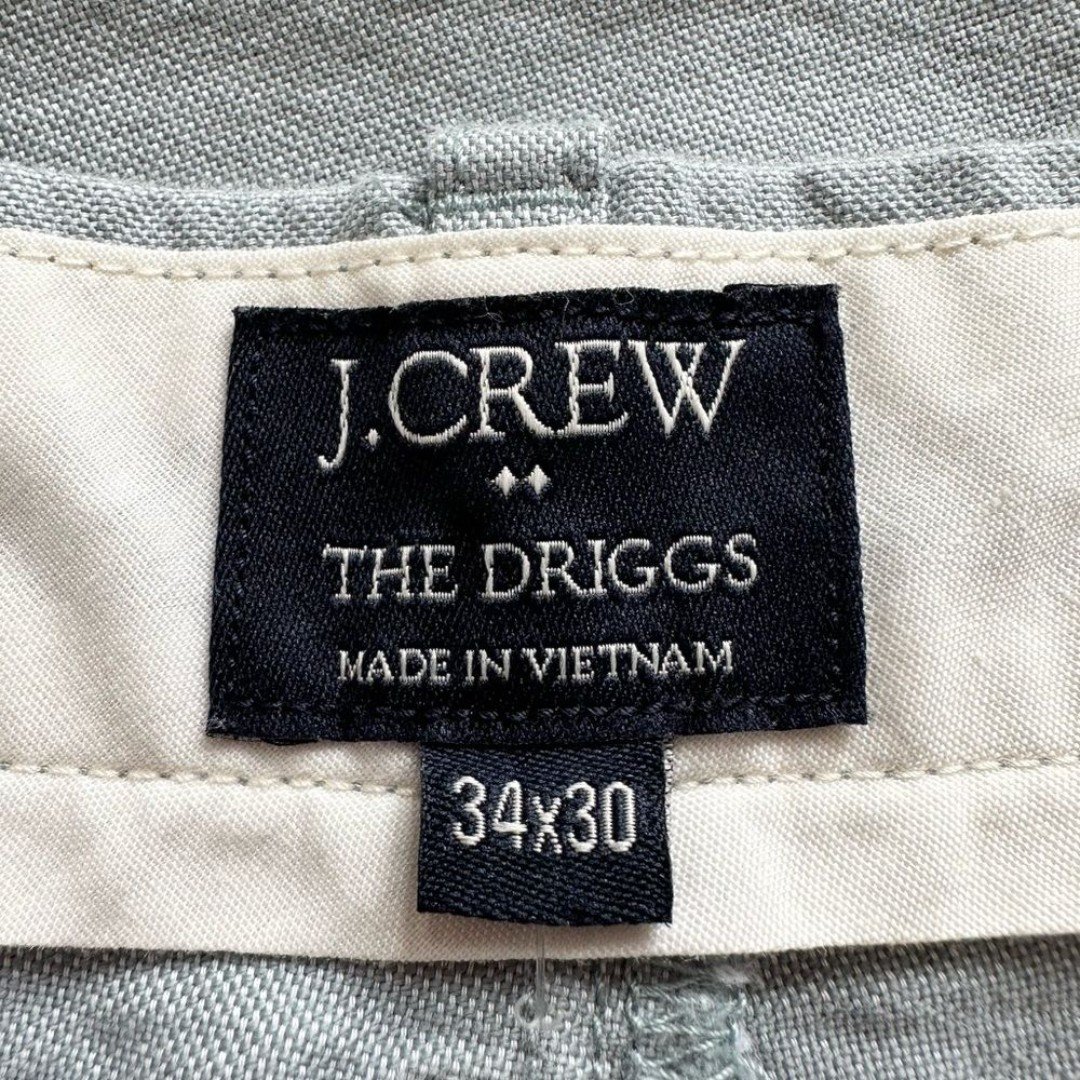 J.CREW
THE DRIGGS
MADE IN VIETNAM
34x30